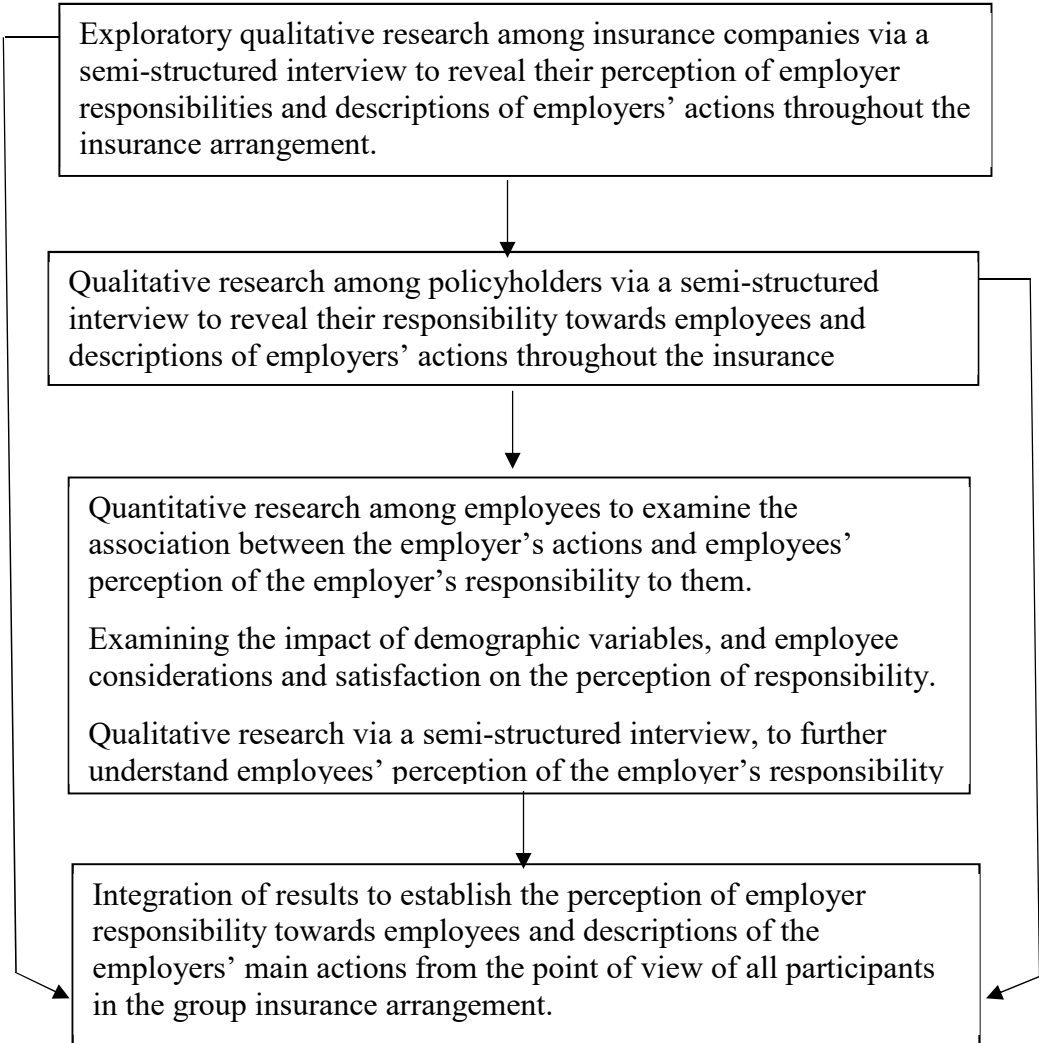 Exploratory qualitative research among insurance companies via a
semi-structured interview to reveal their perception of employer
responsibilities and descriptions of employers’ actions throughout the
insurance arrangement.
Qualitative research among policyholders via a semi-structured
interview to reveal their responsibility towards employees and
descriptions of employers’ actions throughout the insurance
Quantitative research among employees to examine the
association between the employer’s actions and employees’
perception of the employer’s responsibility to them.
Examining the impact of demographic variables, and employee
considerations and satisfaction on the perception of responsibility.
Qualitative research via a semi-structured interview, to further
understand employees’ perception of the employer’s responsibility
Integration of results to establish the perception of employer
responsibility towards employees and descriptions of the
employers’ main actions from the point of view of all participants
in the group insurance arrangement.